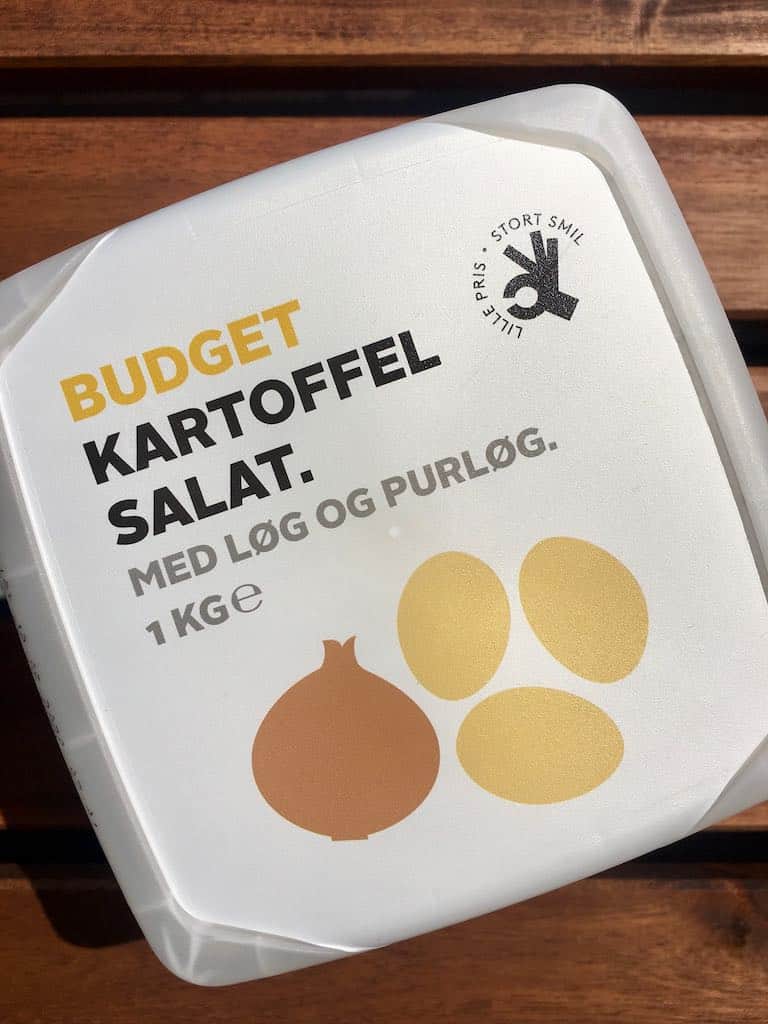 LILLE PRIS • STORT SMIL
BUDGET
KARTOFFEL
SALAT.
MED LØG OG PURLØG.
1 KG ℮